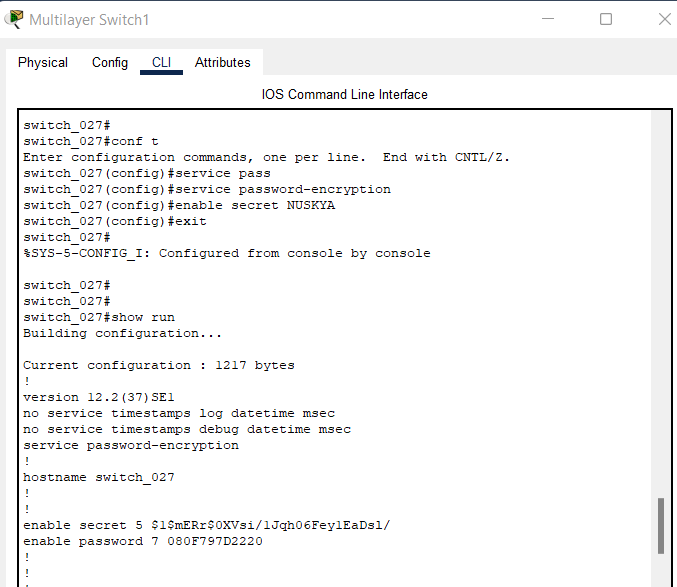 Multilayer Switch1
Physical Config CLI Attributes
IOS Command Line Interface
switch_027#
switch_027#conf t
Enter configuration commands, one per line.  End with CNTL/Z.
switch_027(config)#service pass
switch_027(config)#service password-encryption
switch_027(config)#enable secret NUSKYA
switch_027(config)#exit
switch_027#
%SYS-5-CONFIG_I: Configured from console by console
switch_027#
switch_027#
switch_027#show run
Building configuration...
Current configuration : 1217 bytes
!
version 12.2(37)SE1
no service timestamps log datetime msec
no service timestamps debug datetime msec
service password-encryption
!
hostname switch_027
!
!
enable secret 5 $1$mERr$0XVsi/1Jqh06Fey1EaDsl/
enable password 7 080F797D2220
!
!
!